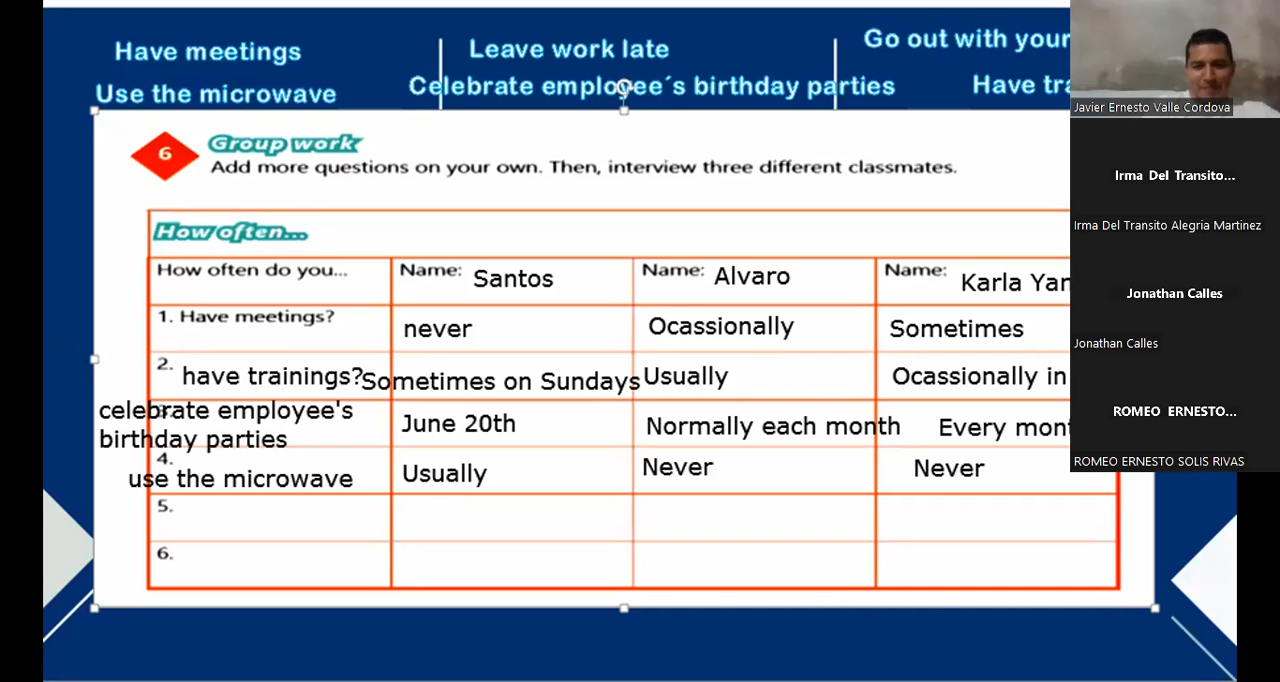 Have meetings
Leave work late
Go out with your
Use the microwave
Celebrate employee´s birthday parties
Have
6
Group work
Add more questions on your own. Then, interview three different classmates.
How often...
How often do you...
Name: Santos
Name: Alvaro
Name: Karla
1. Have meetings?
never
Ocassionally
Sometimes
2. have trainings?
Sometimes on Sundays
Usually
Ocassionally in
3. celebrate employee's
birthday parties
June 20th
Normally each month
Every
4. use the microwave
Usually
Never
Never
5.
6.
Javier Ernesto Valle Cordova
Irma Del Transito...
Irma Del Transito Alegria Martinez
Jonathan Calles
Jonathan Calles
ROMEO ERNESTO...
ROMEO ERNESTO SOLIS RIVAS